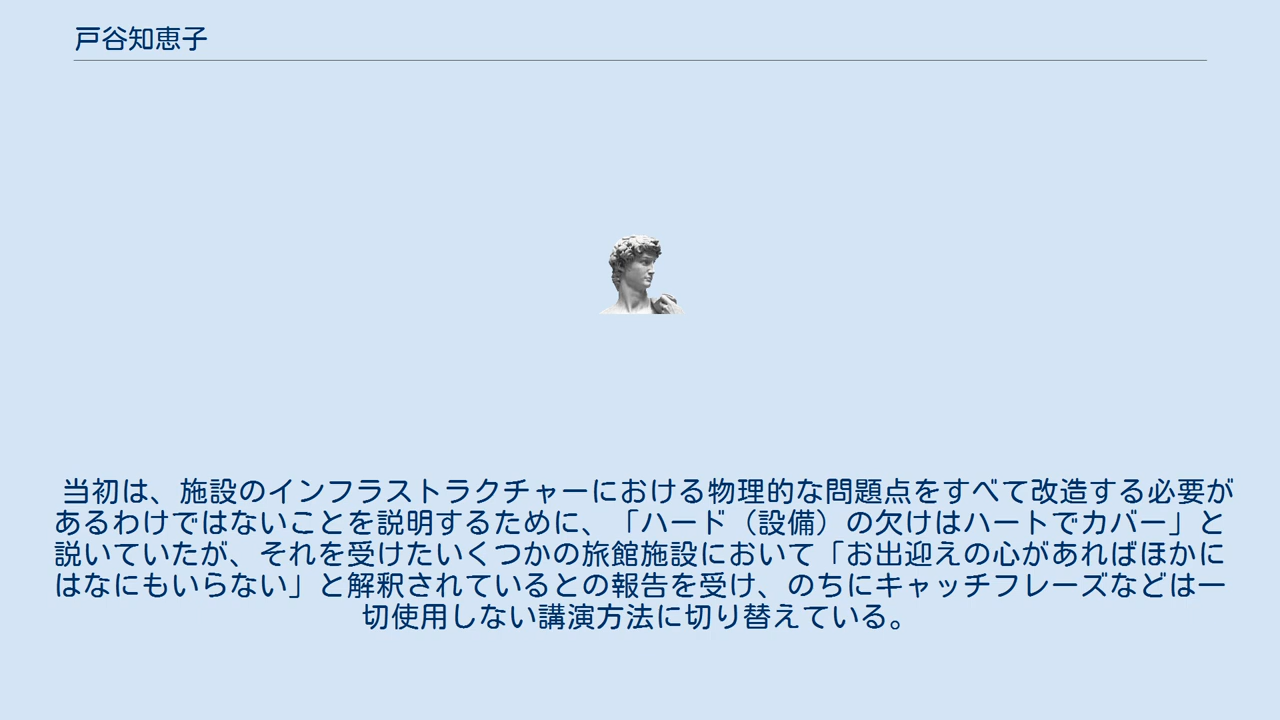 戸谷知恵子
当初は、施設のインフラストラクチャーにおける物理的な問題点をすべて改造する必要が
あるわけではないことを説明するために、「ハード（設備）の欠けはハートでカバー」と
説いていたが、それを受けたいくつかの旅館施設において「お出迎えの心があればほかに
はなにもいらない」と解釈されているとの報告を受け、のちにキャッチフレーズなどは一
切使用しない講演方法に切り替えている。